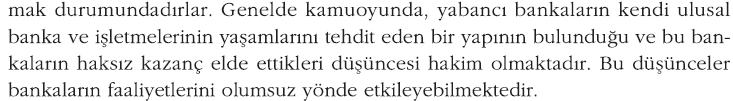 mak durumundadırlar. Genelde kamuoyunda, yabancı bankaların kendi ulusal
banka ve işletmelerinin yaşamlarını tehdit eden bir yapının bulunduğu ve bu ban-
kaların haksız kazanç elde ettikleri düşüncesi hakim olmaktadır. Bu düşünceler
bankaların faaliyetlerini olumsuz yönde etkileyebilmektedir.